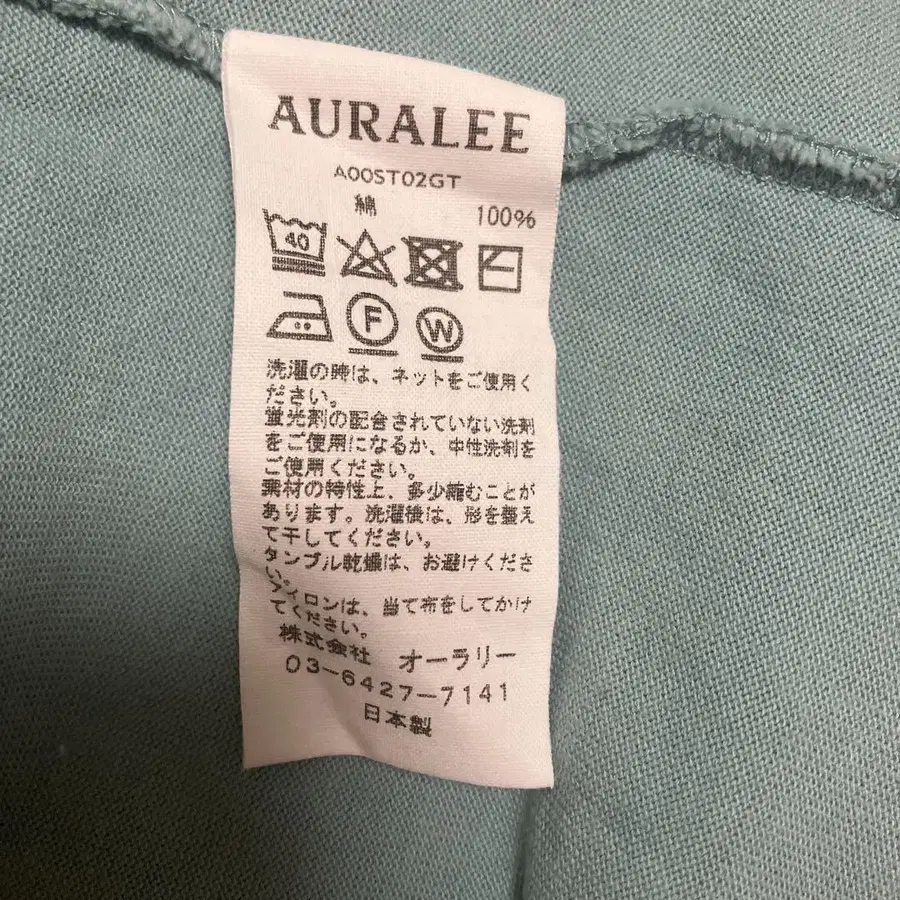 AURALEE
A00ST02GT
綿 100%
40
F W
洗濯の時は、ネットをご使用く
ださい。
蛍光剤の配合されていない洗剤
をご使用になるか、中性洗剤を
ご使用ください。
素材の特性上、多少縮むことが
あります。洗濯後は、形を整え
て干してください。
タンブル乾燥は、お避けくださ
い。
アイロンは、当て布をしてかけ
てください。
株式会社 オーラリー
03-6427-7141
日本製